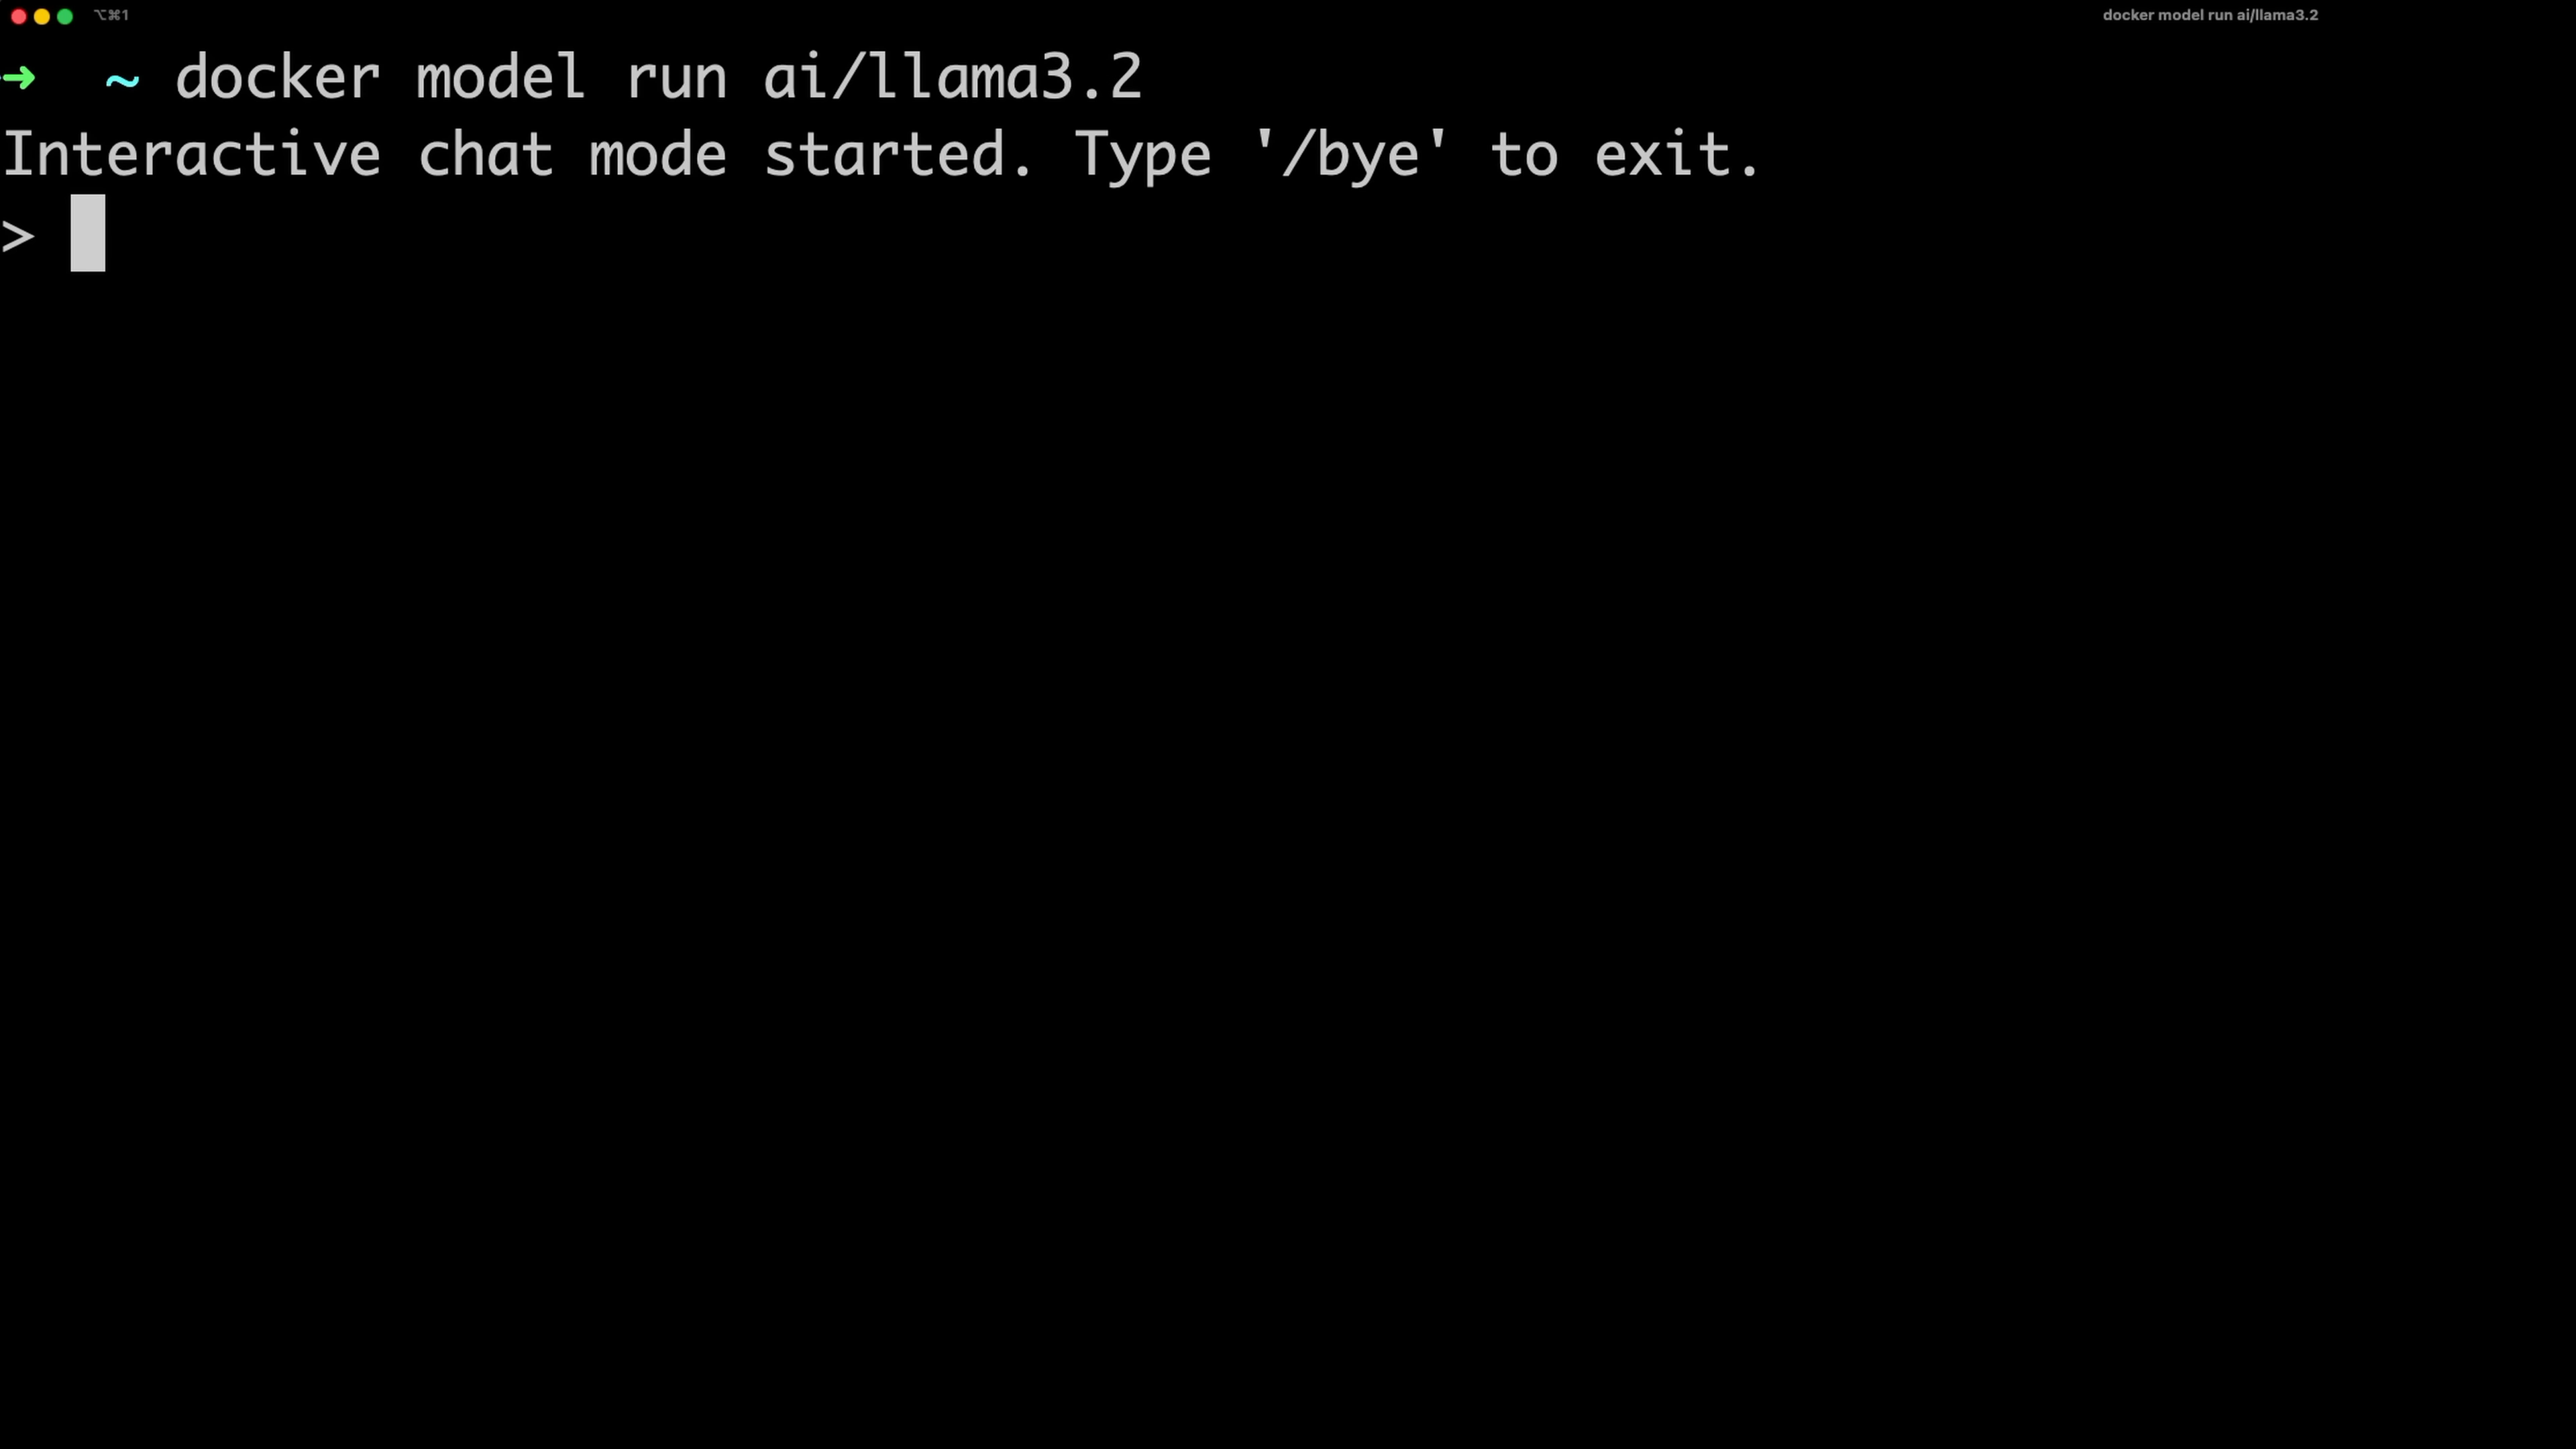 ⌥⌘1
docker model run ai/llama3.2
➜ ~ docker model run ai/llama3.2
Interactive chat mode started. Type '/bye' to exit.
>